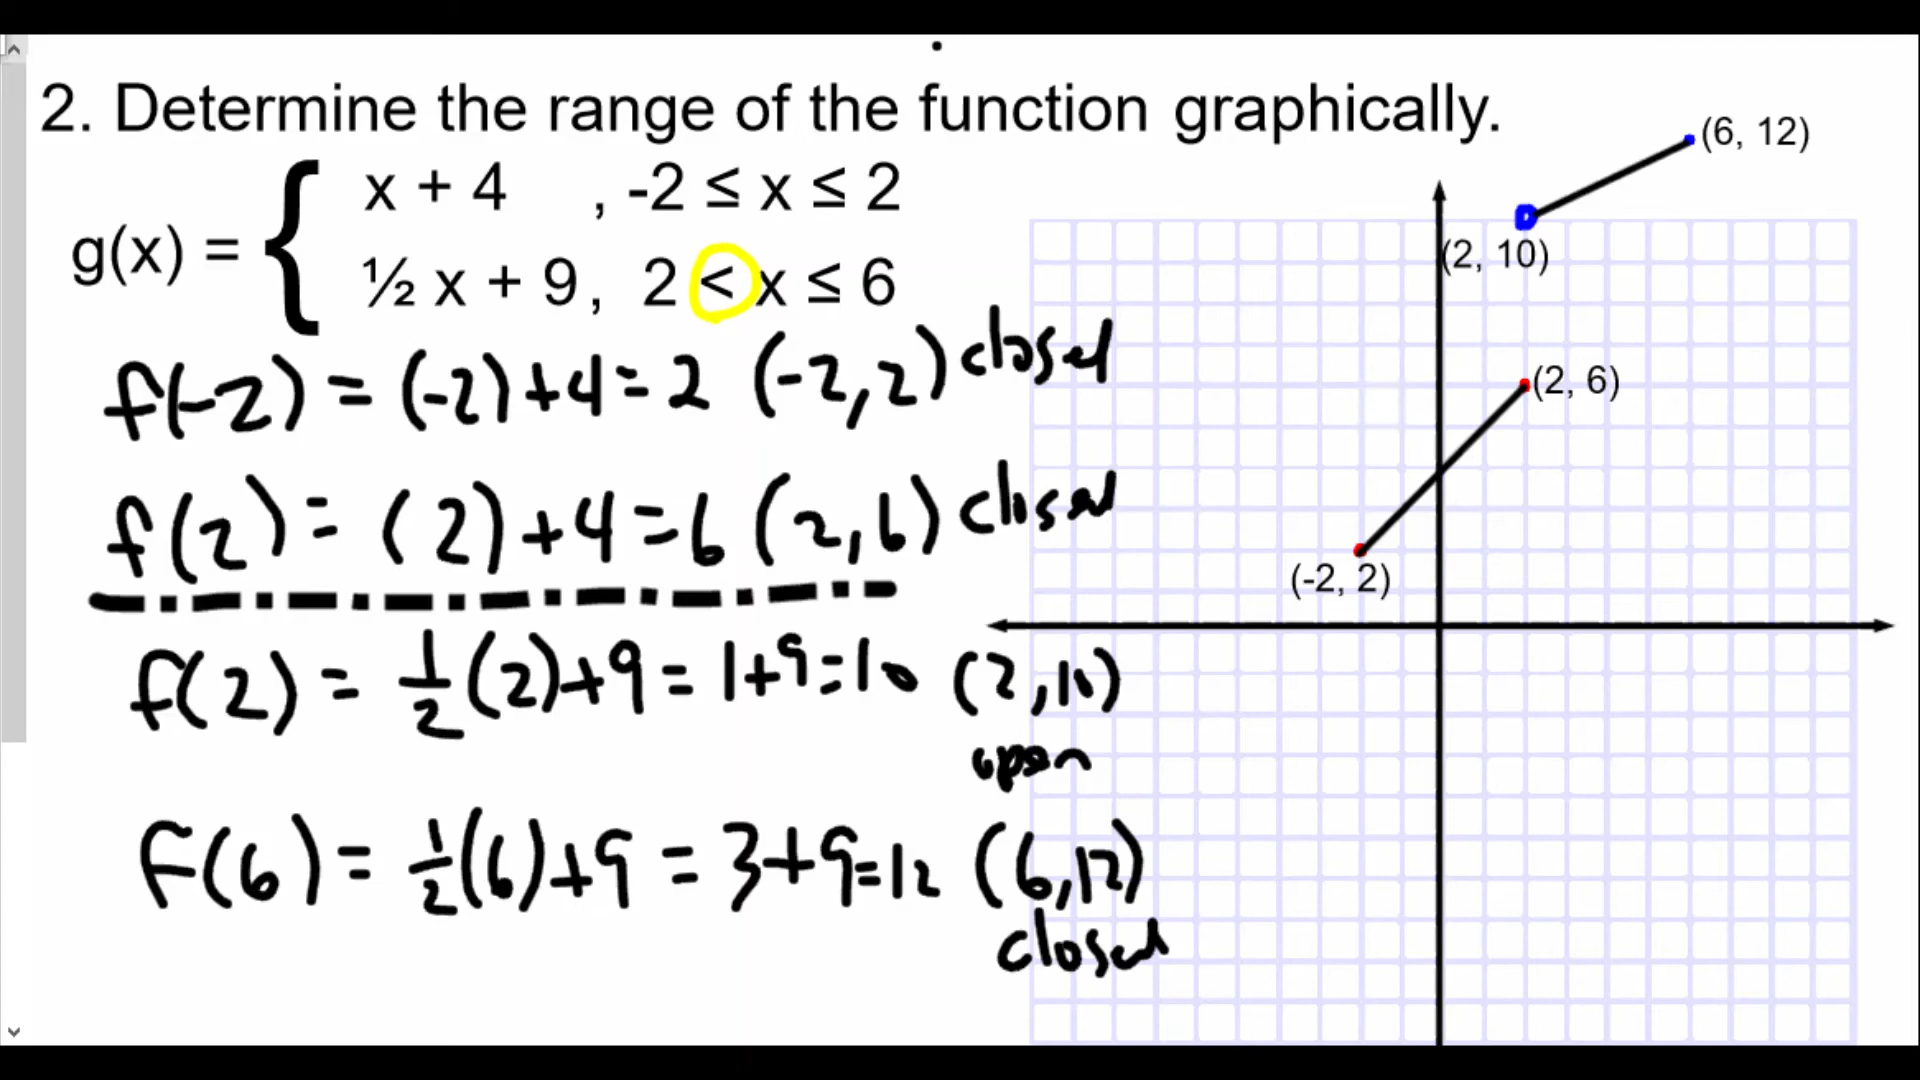 2. Determine the range of the function graphically.
(6, 12)
x + 4 , -2 ≤ x ≤ 2
g(x) = {
½ x + 9, 2 < x ≤ 6
(2, 10)
f(-2) = (-2)+4=2 (-2,2) closed
(2, 6)
f(2) = (2)+4=6 (2,6) closed
(-2, 2)
f(2) = 1/2(2)+9=1+9=10 (2,10)
open
f(6) = 1/2(6)+9=3+9=12 (6,12)
closed